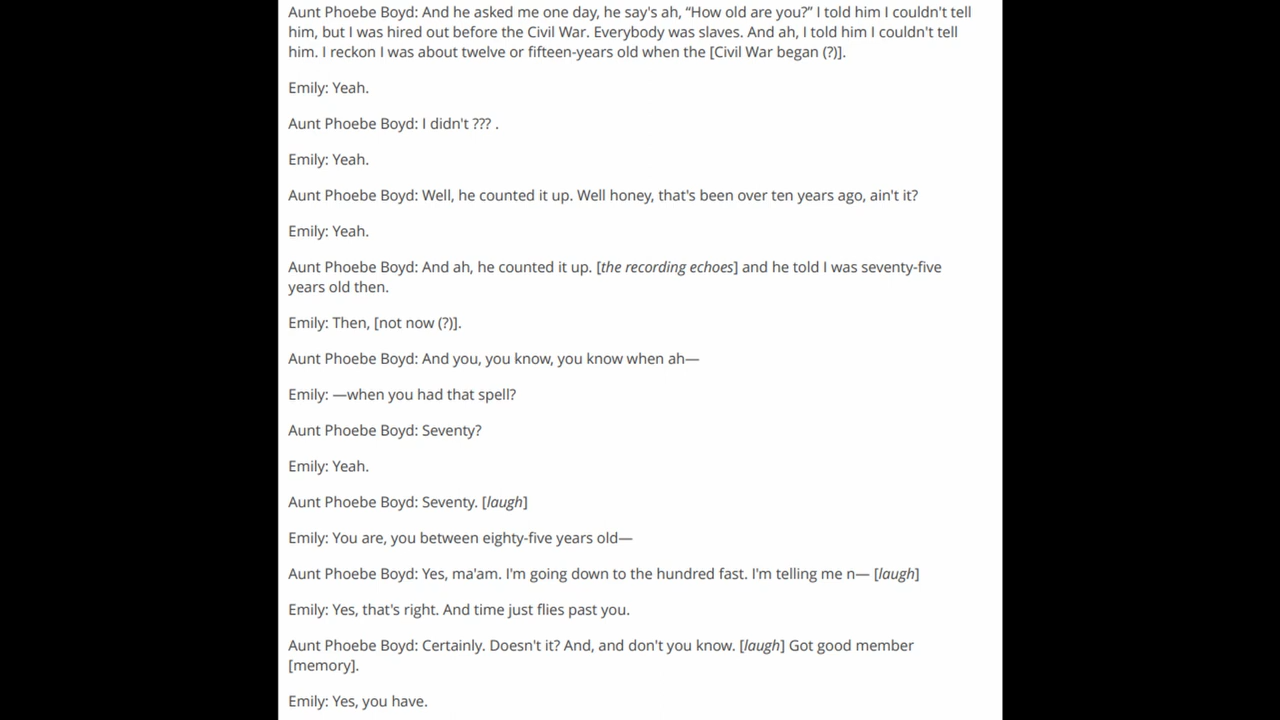 Aunt Phoebe Boyd: And he asked me one day, he say's ah, “How old are you?” I told him I couldn't tell
him, but I was hired out before the Civil War. Everybody was slaves. And ah, I told him I couldn't tell
him. I reckon I was about twelve or fifteen-years old when the [Civil War began (?)].
Emily: Yeah.
Aunt Phoebe Boyd: I didn't ??? .
Emily: Yeah.
Aunt Phoebe Boyd: Well, he counted it up. Well honey, that's been over ten years ago, ain't it?
Emily: Yeah.
Aunt Phoebe Boyd: And ah, he counted it up. [the recording echoes] and he told I was seventy-five
years old then.
Emily: Then, [not now (?)].
Aunt Phoebe Boyd: And you, you know, you know when ah—
Emily: —when you had that spell?
Aunt Phoebe Boyd: Seventy?
Emily: Yeah.
Aunt Phoebe Boyd: Seventy. [laugh]
Emily: You are, you between eighty-five years old—
Aunt Phoebe Boyd: Yes, ma'am. I'm going down to the hundred fast. I'm telling me n— [laugh]
Emily: Yes, that's right. And time just flies past you.
Aunt Phoebe Boyd: Certainly. Doesn't it? And, and don't you know. [laugh] Got good member
[memory].
Emily: Yes, you have.